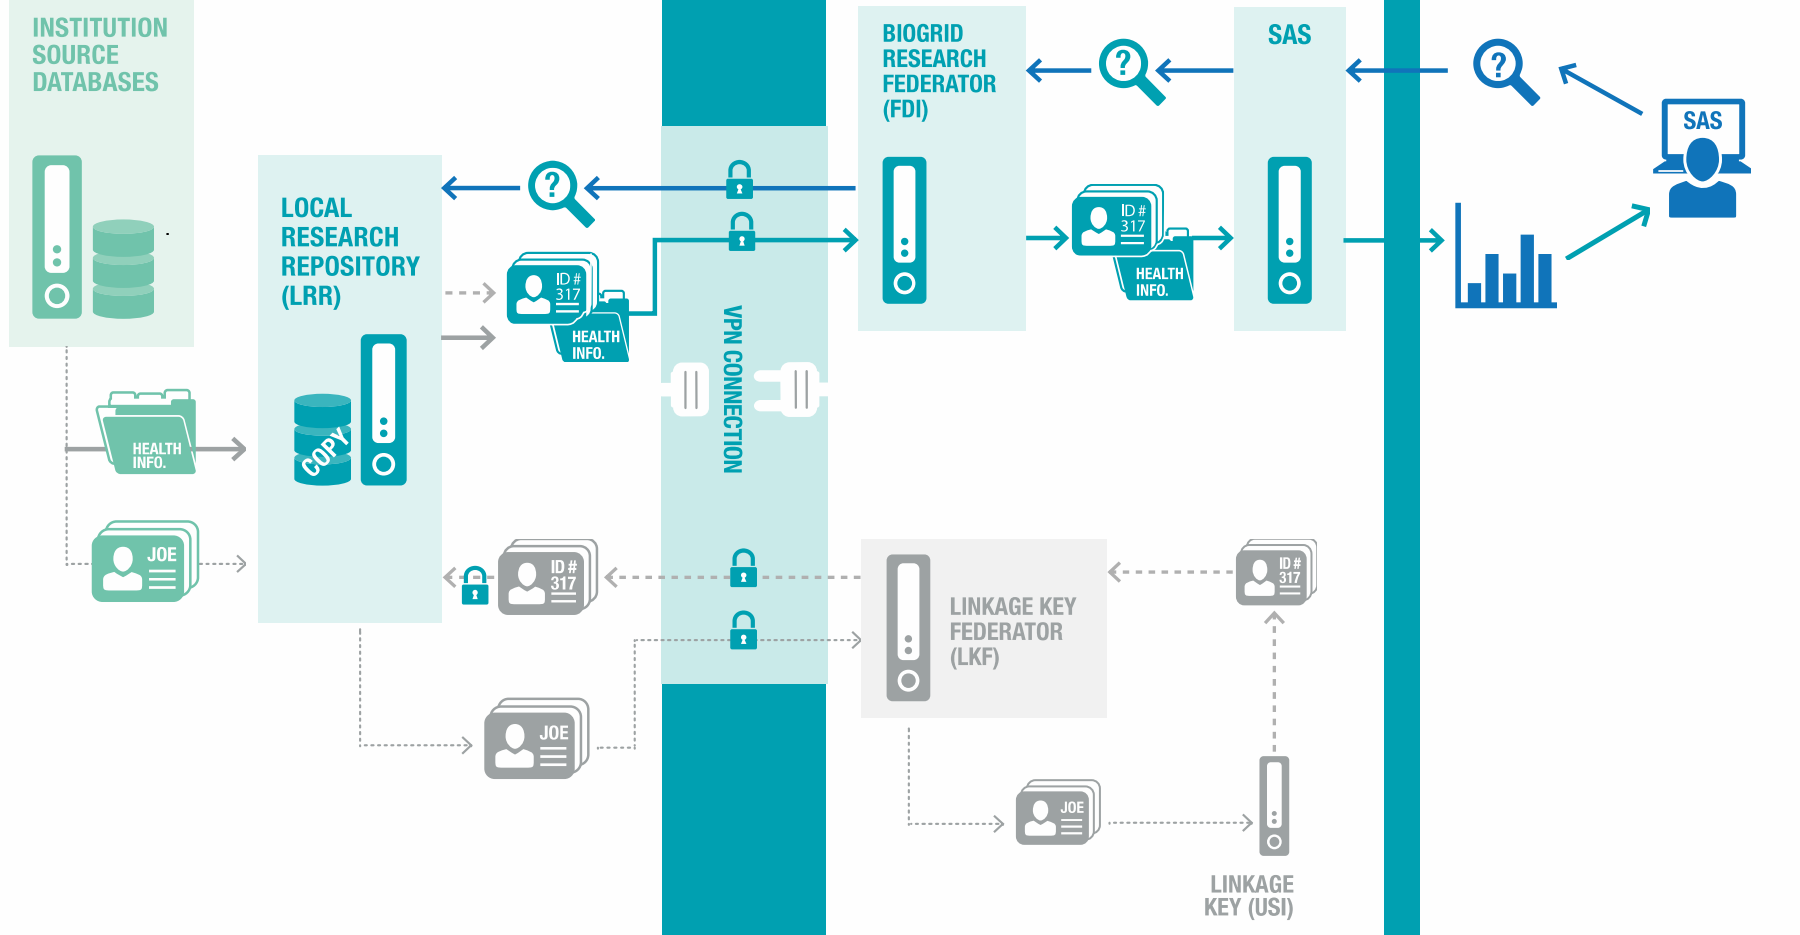 INSTITUTION
SOURCE
DATABASES
HEALTH
INFO.
JOE
LOCAL
RESEARCH
REPOSITORY
(LRR)
COPY
?
ID #
317
HEALTH
INFO.
ID #
317
JOE
VPN CONNECTION
BIOGRID
RESEARCH
FEDERATOR
(FDI)
?
ID #
317
HEALTH
INFO.
SAS
?
SAS
LINKAGE KEY
FEDERATOR
(LKF)
ID #
317
JOE
LINKAGE
KEY (USI)